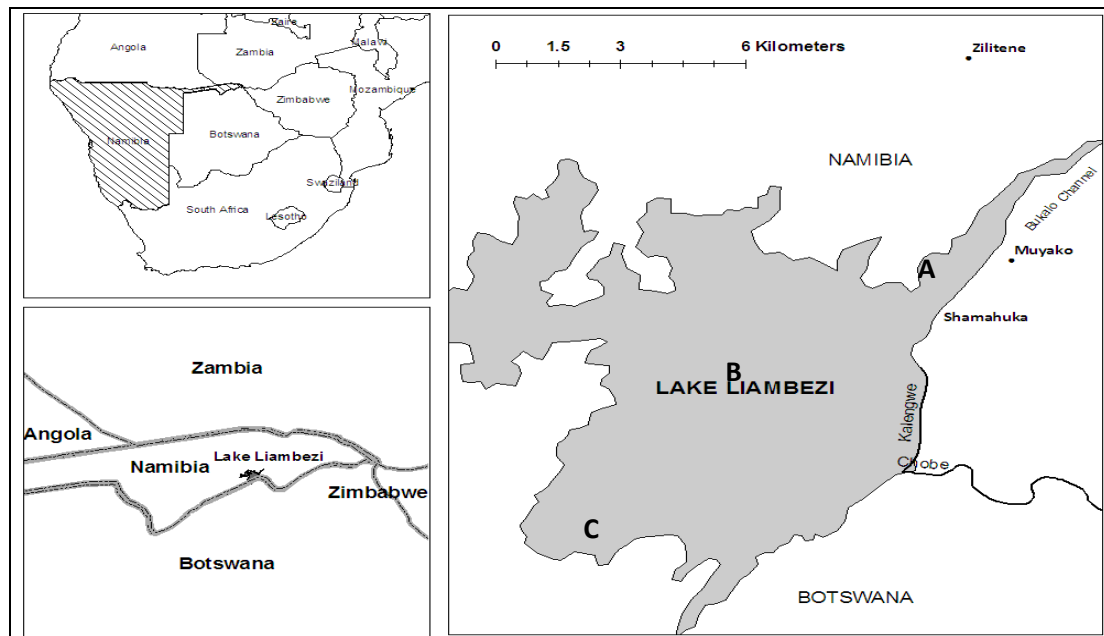 Zaire
Angola
Zambia
Malaw
Mozambique
Zimbabwe
Namibia
Botswana
Swaziland
South Africa
Lesotho
Zambia
Angola
Lake Liambezi
Namibia
Zimbabwe
Botswana
0 1.5 3 6 Kilometers
Zilitene
NAMIBIA
Bukalo Channel
Muyako
A
Shamahuka
B
LAKE LIAMBEZI
Kalengwe
Chobe
C
BOTSWANA